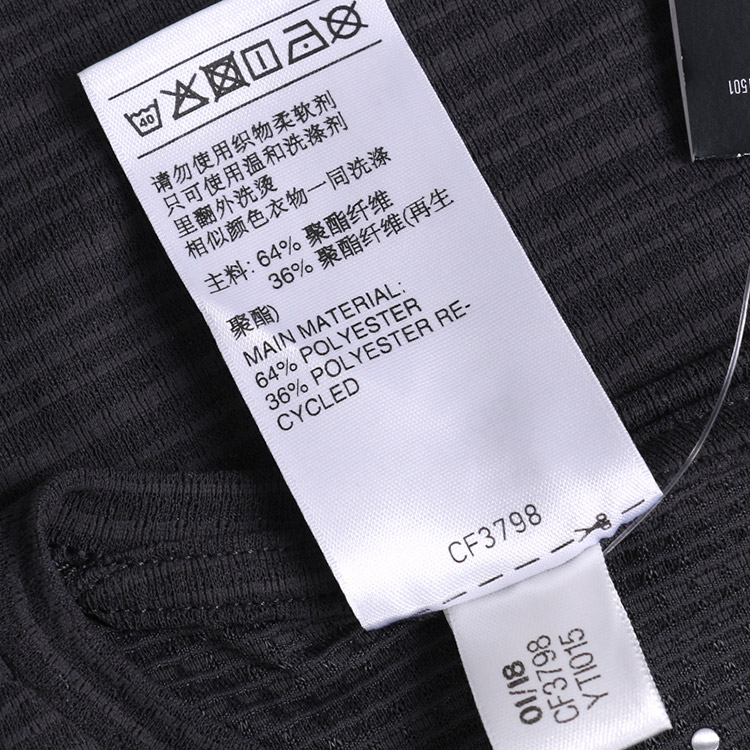 40
请勿使用织物柔软剂
只可使用温和洗涤剂
里翻外洗烫
相似颜色衣物一同洗涤
主料: 64% 聚酯纤维
36% 聚酯纤维(再生
聚酯)
MAIN MATERIAL:
64% POLYESTER
36% POLYESTER RE-
CYCLED
CF3798
01/18
CF3798
YT1015
1501